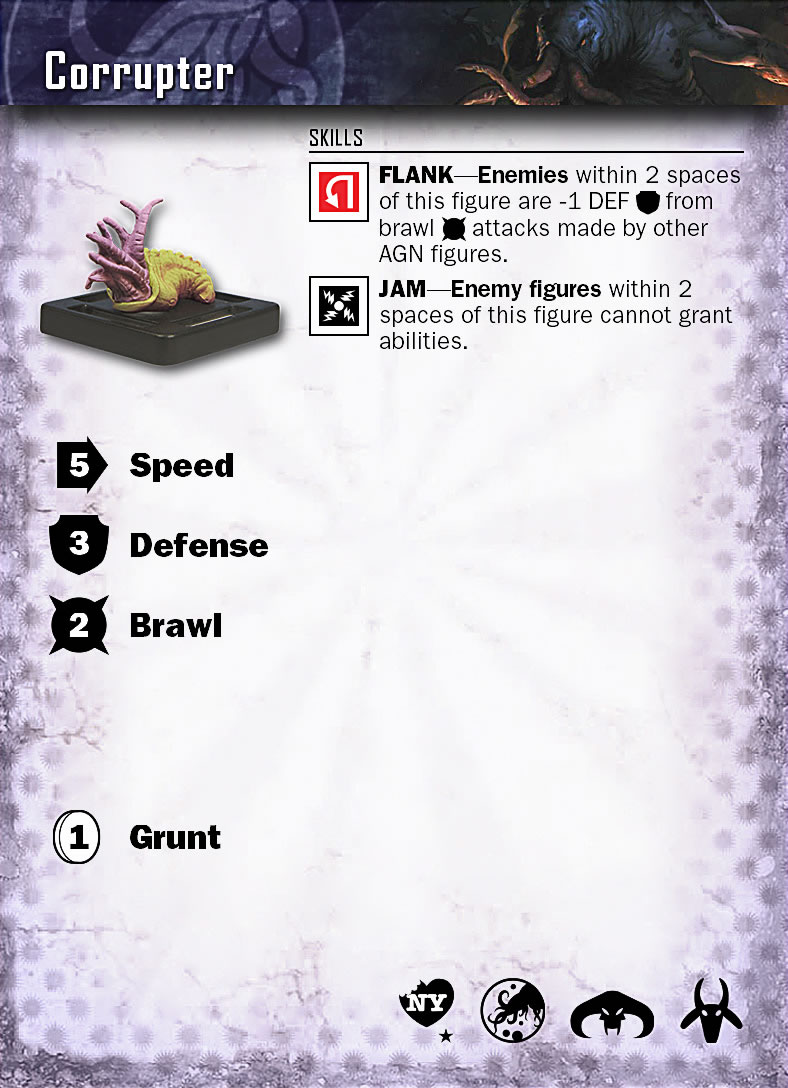 Corrupter
SKILLS
FLANK—Enemies within 2 spaces
of this figure are -1 DEF from
brawl attacks made by other
AGN figures.
JAM—Enemy figures within 2
spaces of this figure cannot grant
abilities.
5 Speed
3 Defense
2 Brawl
1 Grunt
NY